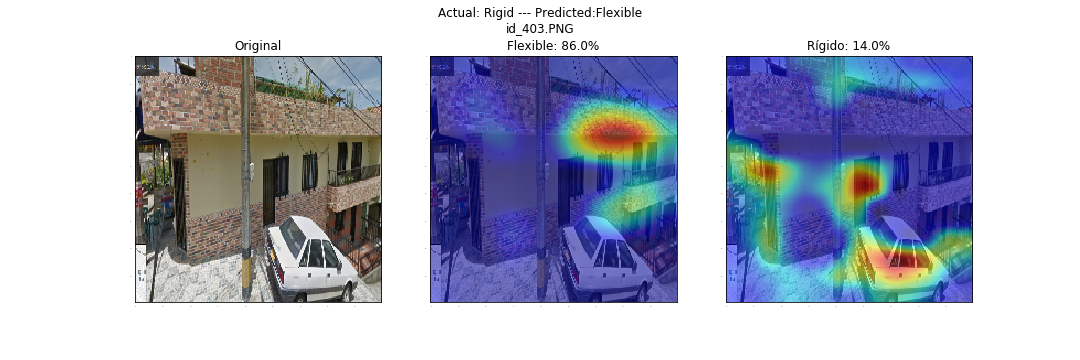 Actual: Rigid --- Predicted:Flexible
id_403.PNG
Original
Flexible: 86.0%
Rígido: 14.0%